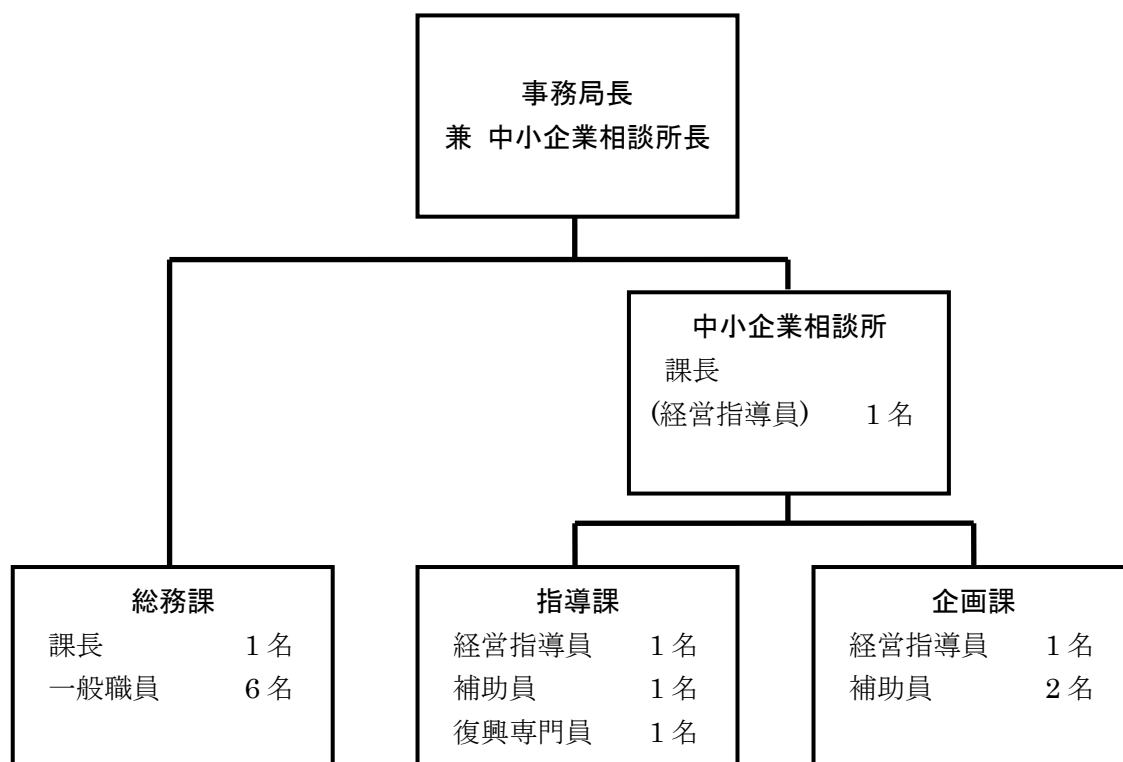 事務局長
兼 中小企業相談所長
中小企業相談所
課長
(経営指導員) 1名
総務課
課長 1名
一般職員 6名
指導課
経営指導員 1名
補助員 1名
復興専門員 1名
企画課
経営指導員 1名
補助員 2名